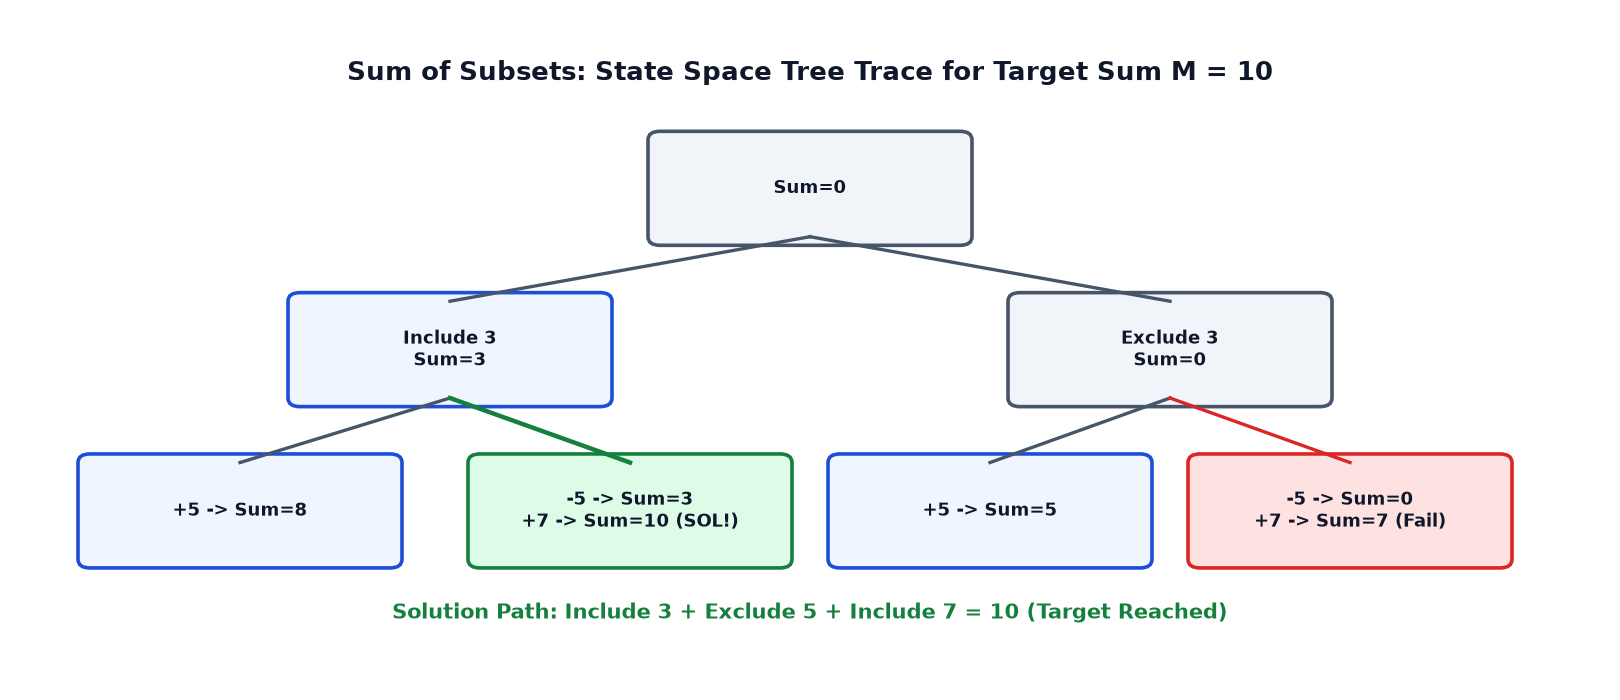 Sum of Subsets: State Space Tree Trace for Target Sum M = 10
Sum=0
Include 3
Sum=3
Exclude 3
Sum=0
+5 -> Sum=8
-5 -> Sum=3
+7 -> Sum=10 (SOL!)
+5 -> Sum=5
-5 -> Sum=0
+7 -> Sum=7 (Fail)
Solution Path: Include 3 + Exclude 5 + Include 7 = 10 (Target Reached)